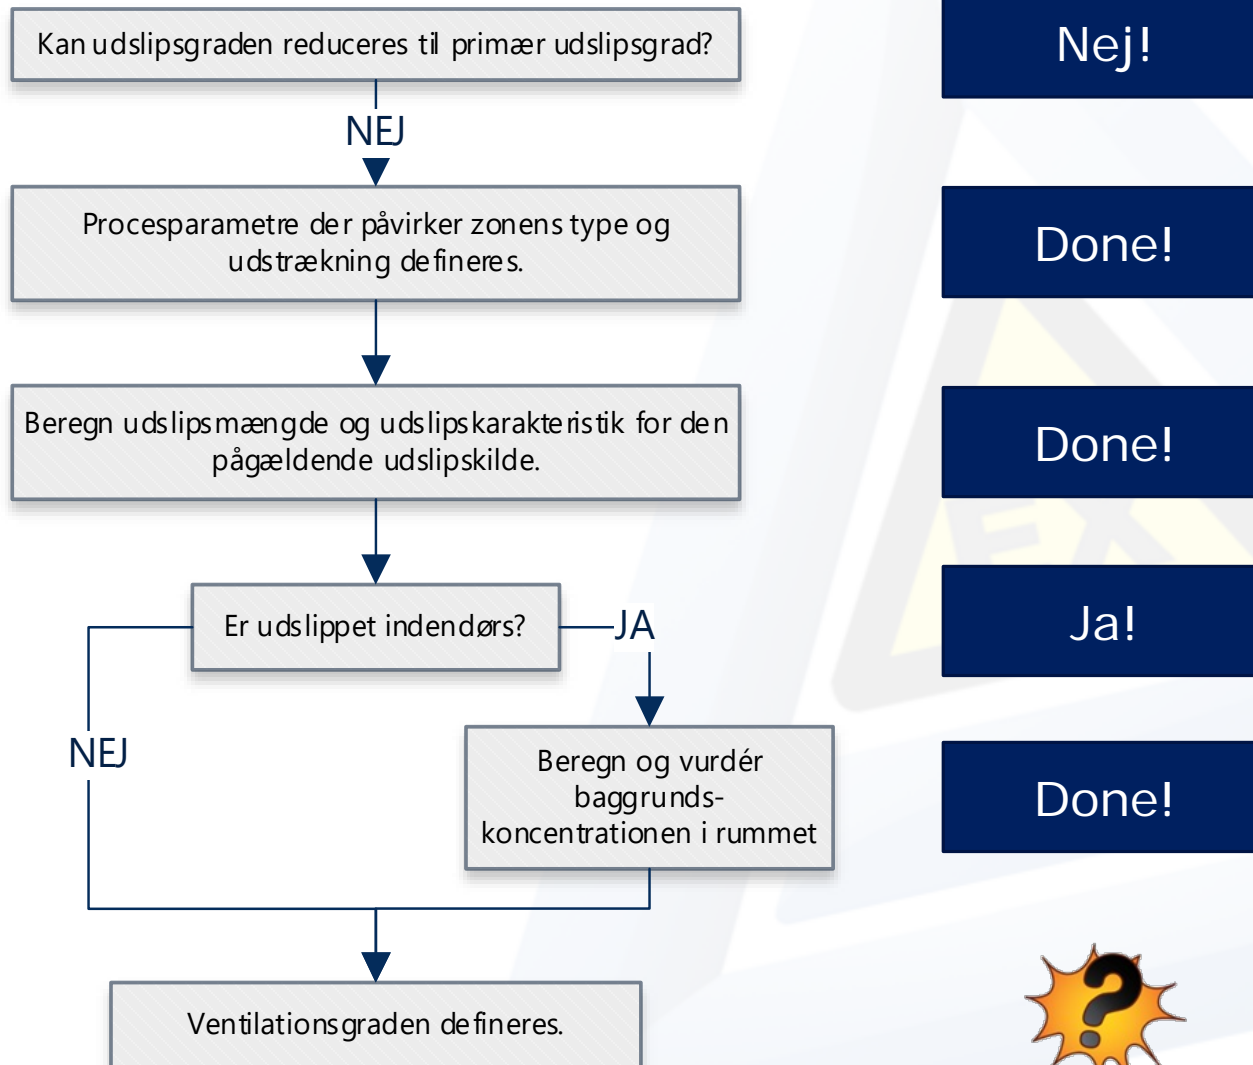 Kan udslipsgraden reduceres til primær udslipsgrad?
Nej!
NEJ
Procesparametre der påvirker zonens type og
udstrækning defineres.
Done!
Beregn udslipsmængde og udslipskarakteristik for den
pågældende udslipskilde.
Done!
Er udslippet indendørs?
JA
Ja!
NEJ
Beregn og vurdér
baggrunds-
koncentrationen i rummet
Done!
Ventilationsgraden defineres.
?
EX